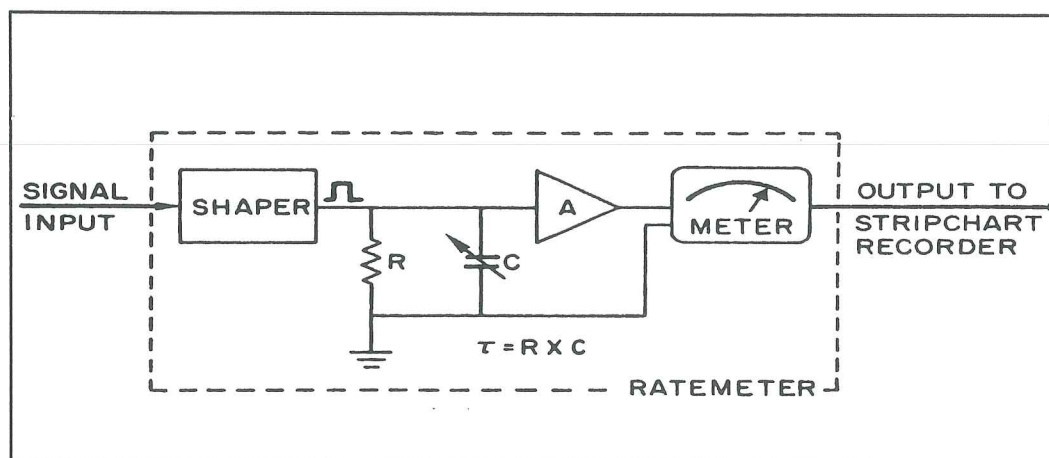 SIGNAL
INPUT
SHAPER
R
C
A
METER
OUTPUT TO
STRIPCHART
RECORDER
τ = R X C
RATEMETER